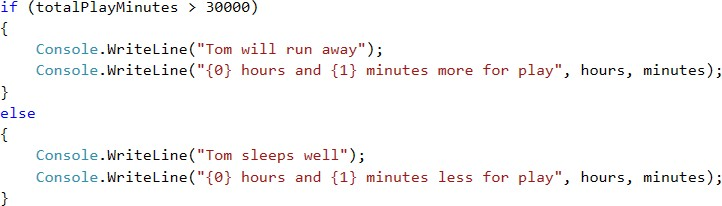 if (totalPlayMinutes > 30000)
{
    Console.WriteLine("Tom will run away");
    Console.WriteLine("{0} hours and {1} minutes more for play", hours, minutes);
}
else
{
    Console.WriteLine("Tom sleeps well");
    Console.WriteLine("{0} hours and {1} minutes less for play", hours, minutes);
}